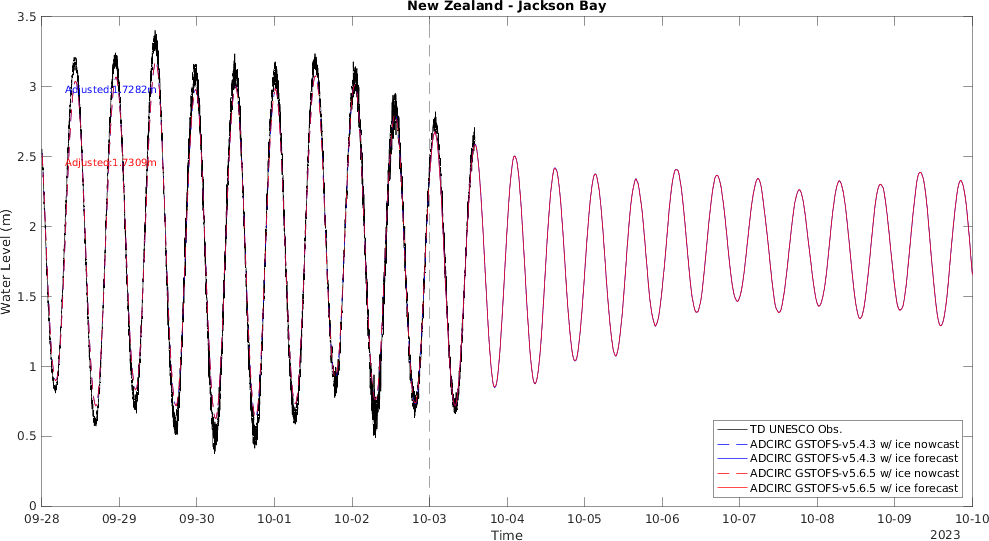 New Zealand - Jackson Bay
3.5
3
2.5
2
1.5
1
0.5
0
Water Level (m)
Adjusted:1.7282m
Adjusted:1.7309m
TD UNESCO Obs.
ADCIRC GSTOFS-v5.4.3 w/ ice nowcast
ADCIRC GSTOFS-v5.4.3 w/ ice forecast
ADCIRC GSTOFS-v5.6.5 w/ ice nowcast
ADCIRC GSTOFS-v5.6.5 w/ ice forecast
09-28 09-29 09-30 10-01 10-02 10-03 10-04 10-05 10-06 10-07 10-08 10-09 10-10
Time
2023